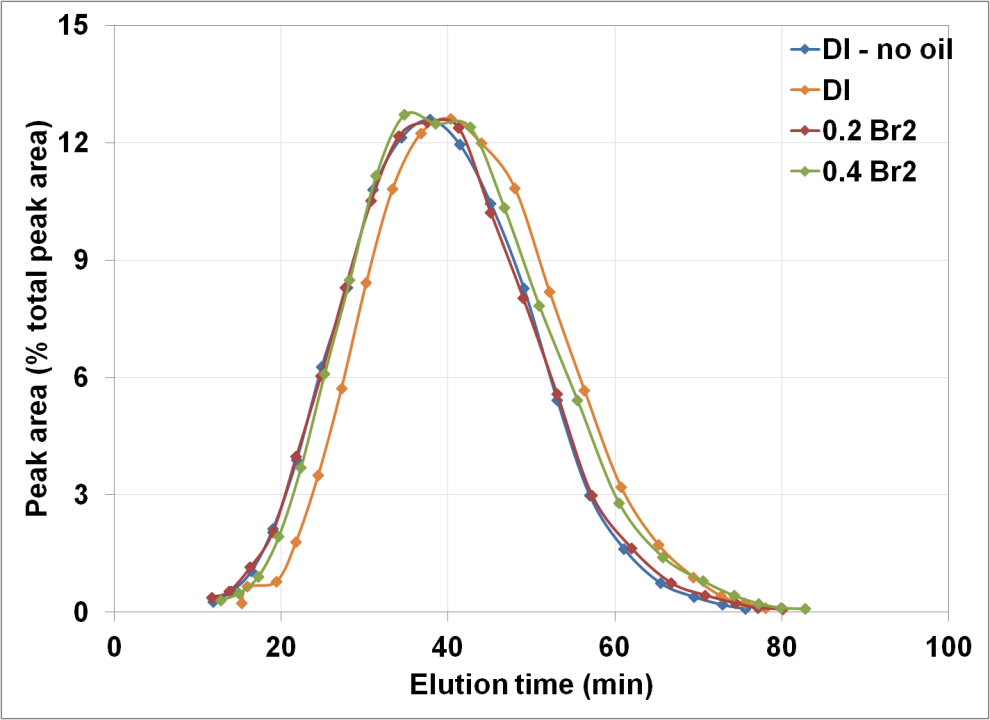 15
12
9
6
3
0
Peak area (% total peak area)
DI - no oil
DI
0.2 Br2
0.4 Br2
0
20
40
60
80
100
Elution time (min)